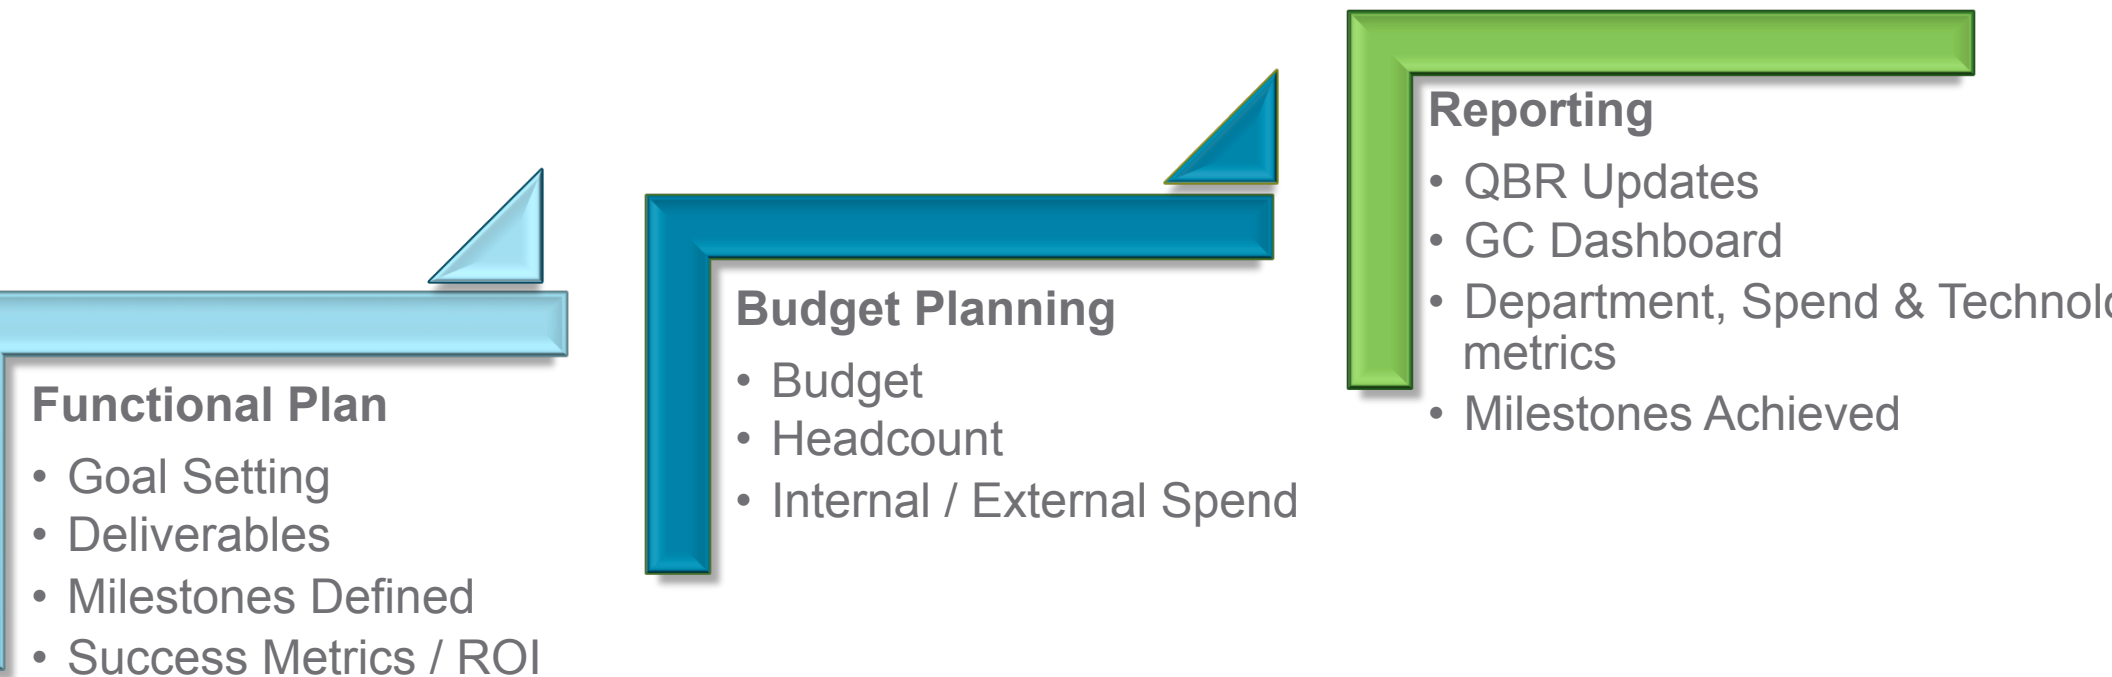 Functional Plan
• Goal Setting
• Deliverables
• Milestones Defined
• Success Metrics / ROI
Budget Planning
• Budget
• Headcount
• Internal / External Spend
Reporting
• QBR Updates
• GC Dashboard
• Department, Spend &
metrics
• Milestones Achieved